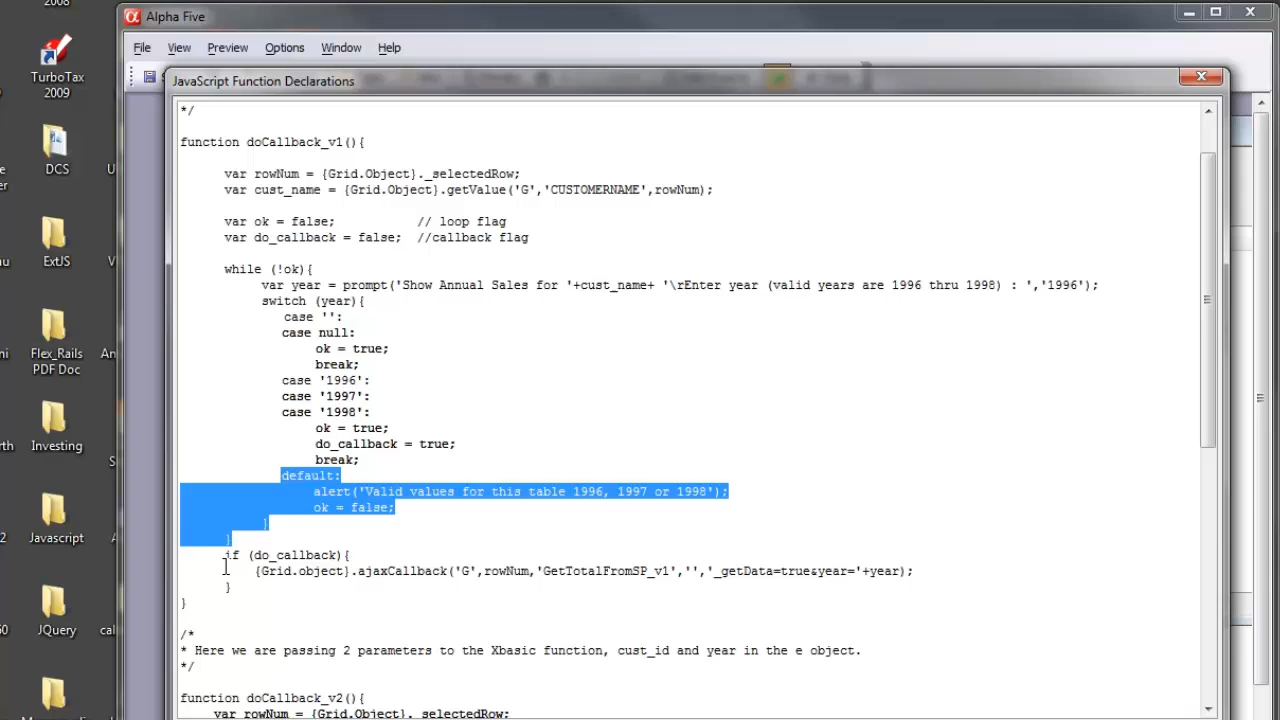 2008
Alpha Five
File View Preview Options Window Help
TurboTax
2009
JavaScript Function Declarations
*/
function doCallback_v1(){
var rowNum = {Grid.Object}._selectedRow;
var cust_name = {Grid.Object}.getValue('G','CUSTOMERNAME',rowNum);
var ok = false; // loop flag
var do_callback = false; //callback flag
while (!ok){
var year = prompt('Show Annual Sales for '+cust_name+ '\rEnter year (valid years are 1996 thru 1998) : ','1996');
switch (year){
case '':
case null:
ok = true;
break;
case '1996':
case '1997':
case '1998':
ok = true;
do_callback = true;
break;
default:
alert('Valid values for this table 1996, 1997 or 1998');
ok = false;
}
}
if (do_callback){
{Grid.object}.ajaxCallback('G',rowNum,'GetTotalFromSP_v1','','_getData=true&year='+year);
}
}
/*
* Here we are passing 2 parameters to the Xbasic function, cust_id and year in the e object.
*/
function doCallback_v2(){
var rowNum = {Grid.Object}._selectedRow;
DCS
ExtJS
Flex_Rails
PDF Doc
Investing
Javascript
JQuery